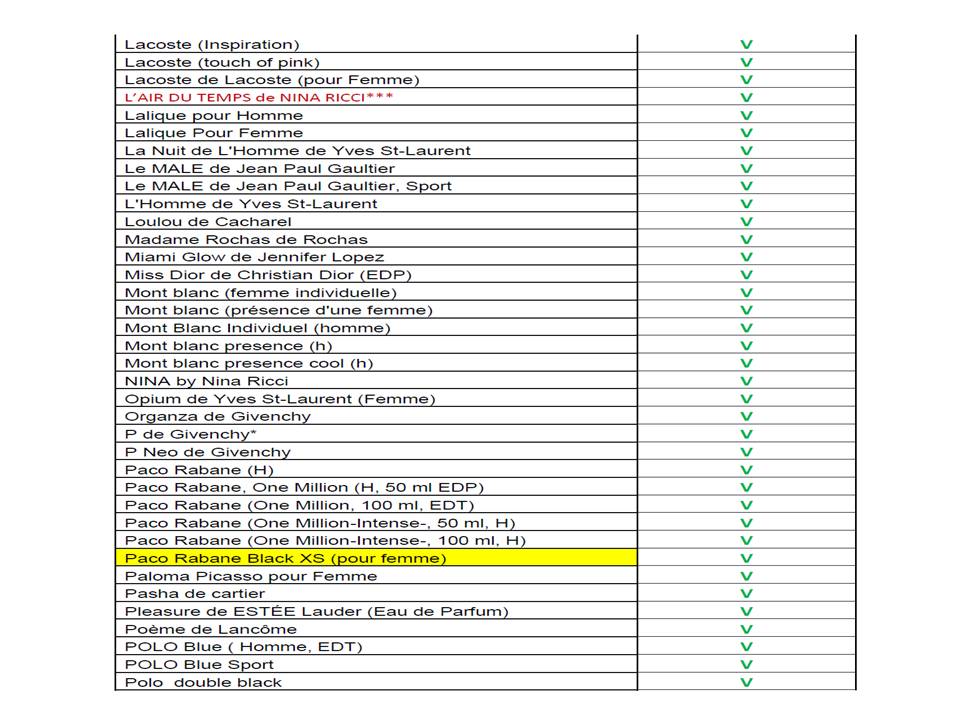 Lacoste (Inspiration) V
Lacoste (touch of pink) V
Lacoste de Lacoste (pour Femme) V
L'AIR DU TEMPS de NINA RICCI*** V
Lalique pour Homme V
Lalique Pour Femme V
La Nuit de L'Homme de Yves St-Laurent V
Le MALE de Jean Paul Gaultier V
Le MALE de Jean Paul Gaultier, Sport V
L'Homme de Yves St-Laurent V
Loulou de Cacharel V
Madame Rochas de Rochas V
Miami Glow de Jennifer Lopez V
Miss Dior de Christian Dior (EDP) V
Mont blanc (femme individuelle) V
Mont blanc (présence d'une femme) V
Mont Blanc Individuel (homme) V
Mont blanc presence (h) V
Mont blanc presence cool (h) V
NINA by Nina Ricci V
Opium de Yves St-Laurent (Femme) V
Organza de Givenchy V
P de Givenchy* V
P Neo de Givenchy V
Paco Rabane (H) V
Paco Rabane, One Million (H, 50 ml EDP) V
Paco Rabane (One Million, 100 ml, EDT) V
Paco Rabane (One Million-Intense-, 50 ml, H) V
Paco Rabane (One Million-Intense-, 100 ml, H) V
Paco Rabane Black XS (pour femme) V
Paloma Picasso pour Femme V
Pasha de cartier V
Pleasure de ESTÉE Lauder (Eau de Parfum) V
Poème de Lancôme V
POLO Blue ( Homme, EDT) V
POLO Blue Sport V
Polo  double black V